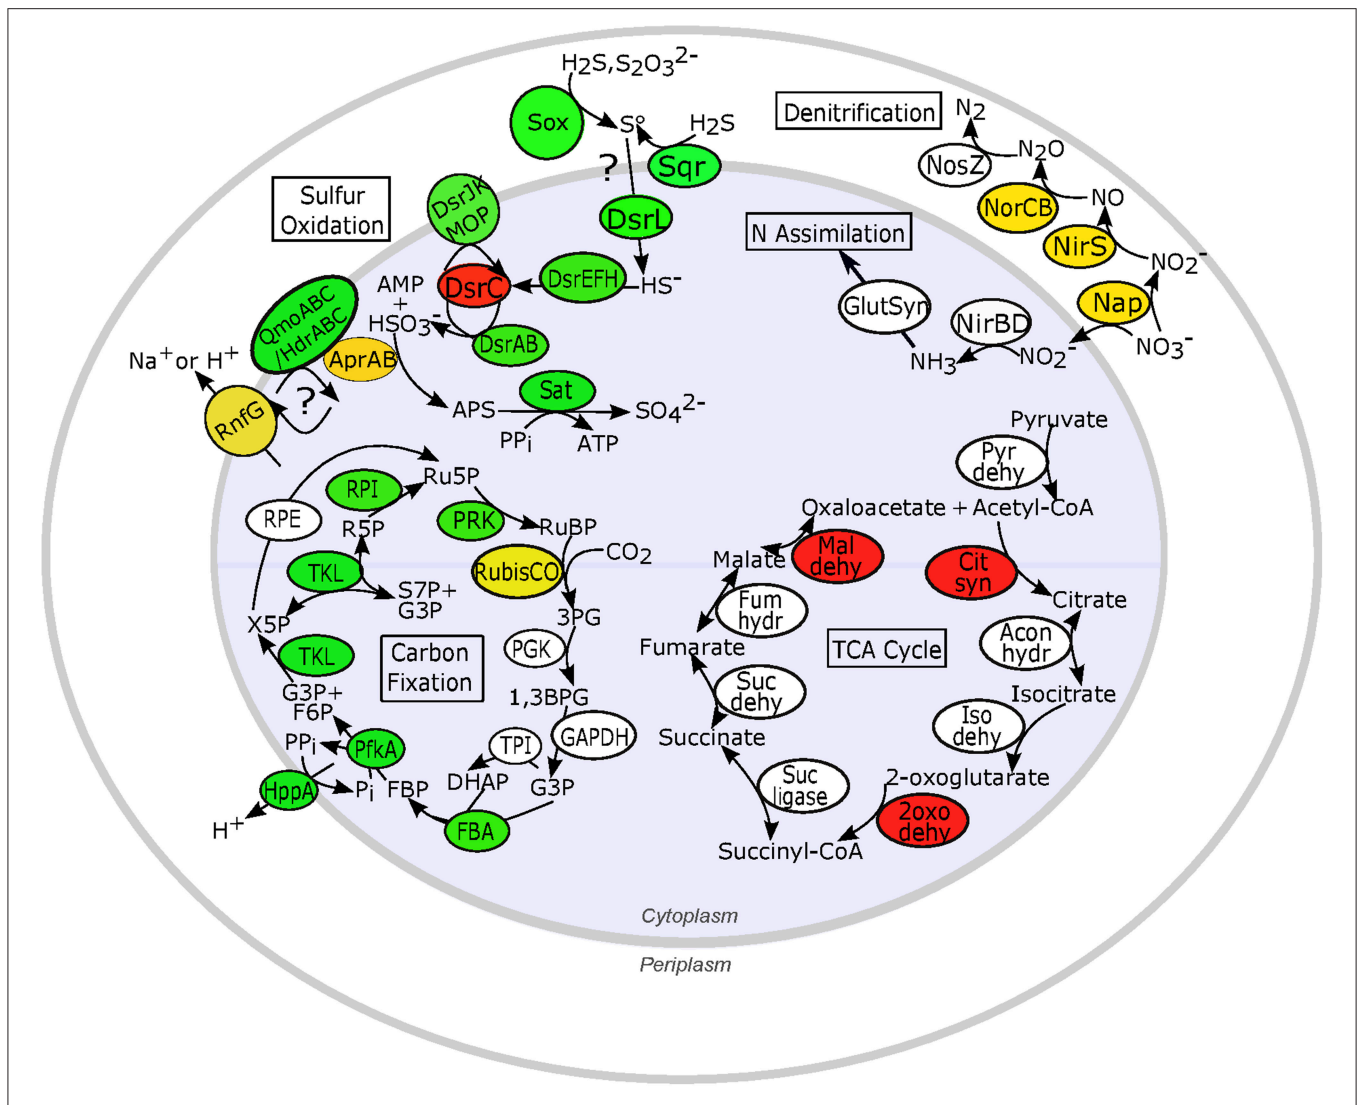 H2S,S2O3 2-
Sox
S°
H2S
?
Sqr
Denitrification
N2
NosZ
N2O
NorCB
NO
NirS
NO2-
Nap
NO3-
Sulfur
Oxidation
DsrJK
MOP
DsrL
N Assimilation
AMP
+
HSO3-
DsrC
DsrEFH
HS-
DsrAB
GlutSyn
NirBD
NH3
NO2-
QmoABC
/HdrABC
AprAB
Na+or H+
RnfG
?
APS
Sat
SO4 2-
PPi
ATP
Pyruvate
Pyr
dehy
Oxaloacetate + Acetyl-CoA
Ru5P
RPI
RPE
R5P
PRK
RuBP
CO2
RubisCO
TKL
S7P+
G3P
X5P
3PG
TKL
Carbon
Fixation
PGK
G3P+
F6P
1,3BPG
PPi
PfkA
TPI
GAPDH
HppA
Pi
FBP
DHAP
G3P
H+
FBA
Malate
Mal
dehy
Cit
syn
Citrate
Fum
hydr
Fumarate
TCA Cycle
Acon
hydr
Suc
dehy
Isocitrate
Iso
dehy
Succinate
Suc
ligase
2-oxoglutarate
2oxo
dehy
Succinyl-CoA
Cytoplasm
Periplasm